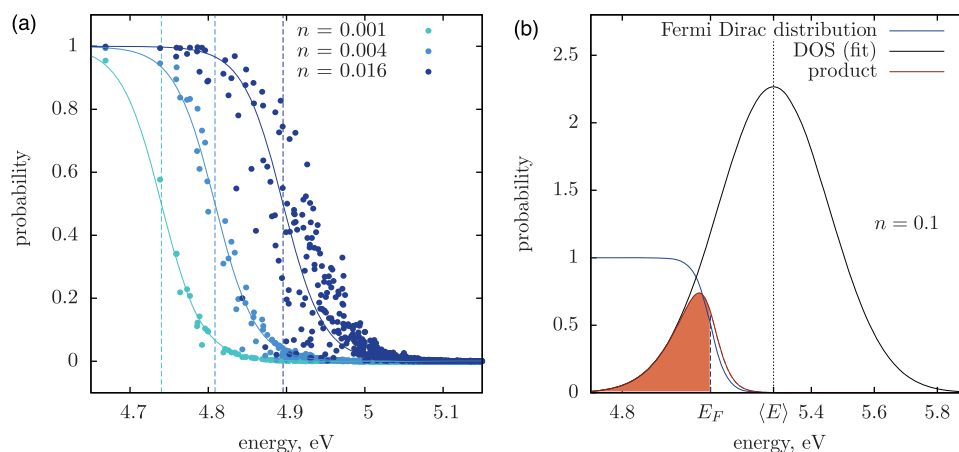 (a)
n = 0.001
n = 0.004
n = 0.016
probability
1
0.8
0.6
0.4
0.2
0
4.7
4.8
4.9
5
5.1
energy, eV
(b)
Fermi Dirac distribution
DOS (fit)
product
n = 0.1
probability
2.5
2
1.5
1
0.5
0
4.8
E_F
⟨E⟩
5.4
5.6
5.8
energy, eV